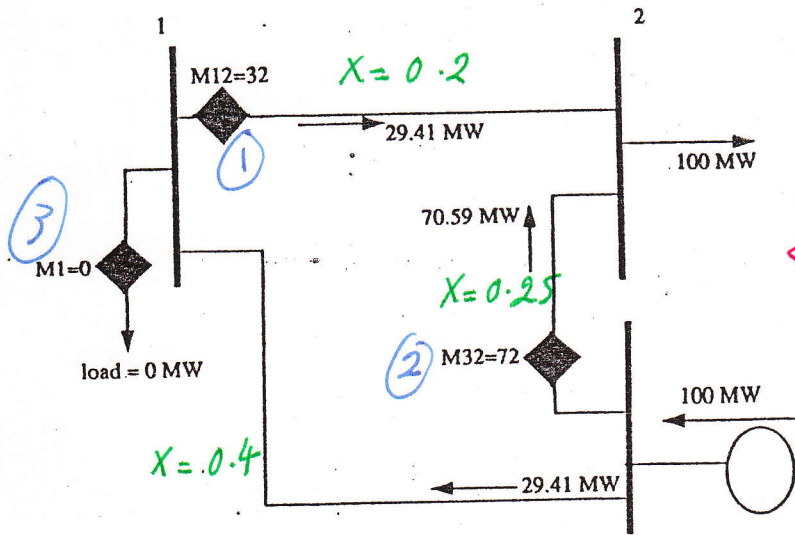 1
2
M12=32
X= 0.2
29.41 MW
1
100 MW
3
70.59 MW
M1=0
X=0.25
2
M32=72
load = 0 MW
100 MW
X= 0.4
29.41 MW